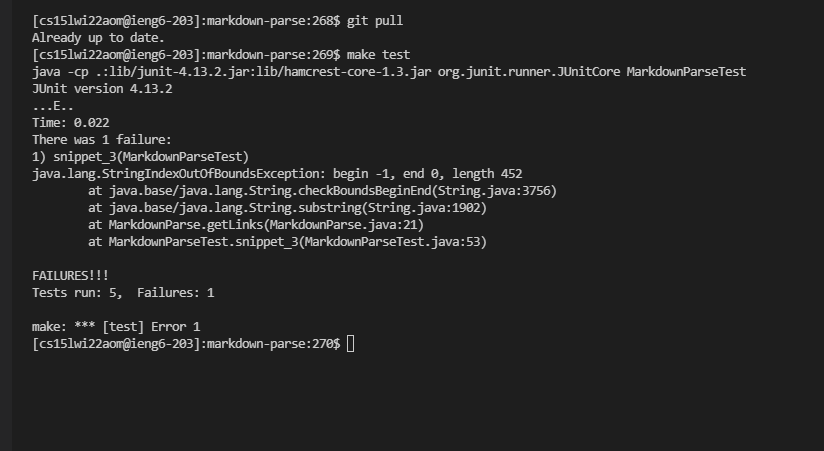 [cs15lwi22aom@ieng6-203]:markdown-parse:268$ git pull
Already up to date.
[cs15lwi22aom@ieng6-203]:markdown-parse:269$ make test
java -cp .:lib/junit-4.13.2.jar:lib/hamcrest-core-1.3.jar org.junit.runner.JUnitCore MarkdownParseTest
JUnit version 4.13.2
...E..
Time: 0.022
There was 1 failure:
1) snippet_3(MarkdownParseTest)
java.lang.StringIndexOutOfBoundsException: begin -1, end 0, length 452
        at java.base/java.lang.String.checkBoundsBeginEnd(String.java:3756)
        at java.base/java.lang.String.substring(String.java:1902)
        at MarkdownParse.getLinks(MarkdownParse.java:21)
        at MarkdownParseTest.snippet_3(MarkdownParseTest.java:53)

FAILURES!!!
Tests run: 5,  Failures: 1

make: *** [test] Error 1
[cs15lwi22aom@ieng6-203]:markdown-parse:270$